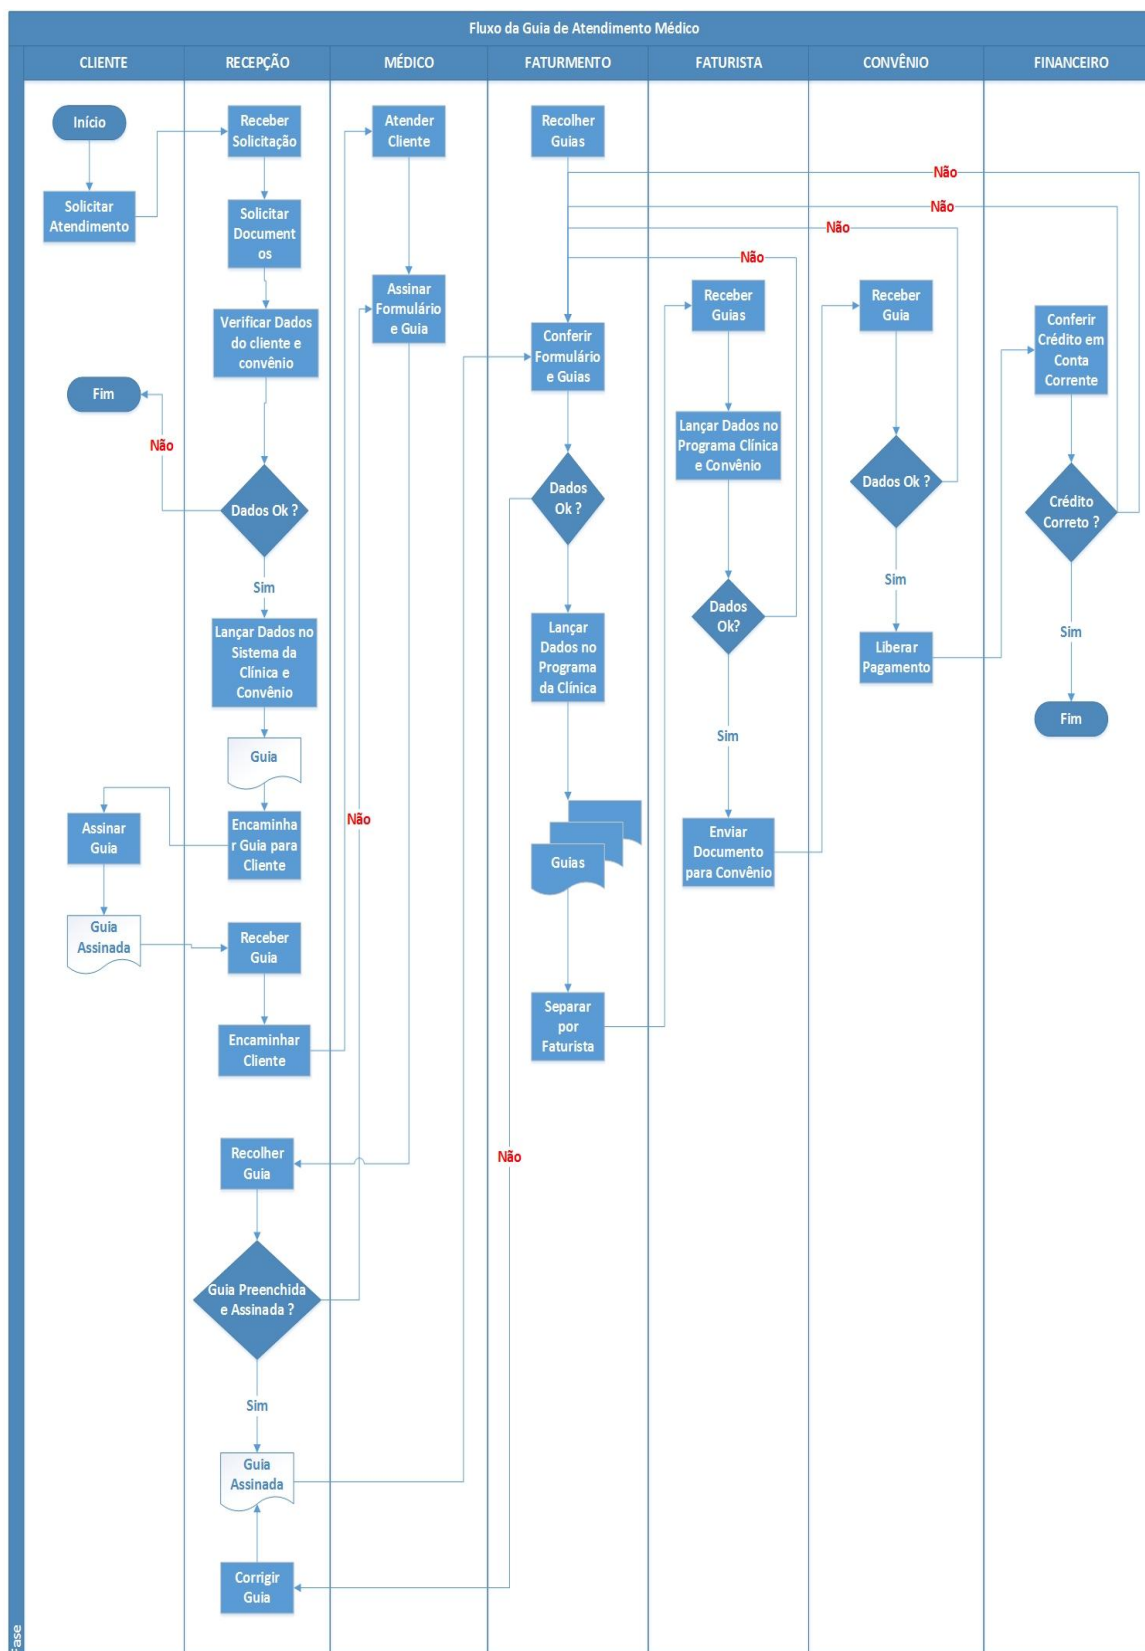 Fluxo da Guia de Atendimento Médico
CLIENTE
RECEPÇÃO
MÉDICO
FATURMENTO
FATURISTA
CONVÊNIO
FINANCEIRO
Início
Solicitar
Atendimento
Fim
Não
Assinar
Guia
Guia
Assinada
Receber
Solicitação
Solicitar
Document
os
Verificar Dados
do cliente e
convênio
Dados Ok ?
Sim
Lançar Dados no
Sistema da
Clínica e
Convênio
Guia
Encaminha
r Guia para
Cliente
Receber
Guia
Encaminhar
Cliente
Recolher
Guia
Guia Preenchida
e Assinada ?
Sim
Guia
Assinada
Corrigir
Guia
Atender
Cliente
Assinar
Formulário
e Guia
Não
Recolher
Guias
Conferir
Formulário
e Guias
Dados
Ok ?
Lançar
Dados no
Programa
da Clínica
Guias
Separar
por
Faturista
Não
Não
Receber
Guias
Lançar Dados no
Programa Clínica
e Convênio
Dados
Ok?
Sim
Enviar
Documento
para Convênio
Não
Receber
Guia
Dados Ok ?
Sim
Liberar
Pagamento
Não
Não
Conferir
Crédito em
Conta
Corrente
Crédito
Correto ?
Sim
Fim
Fase